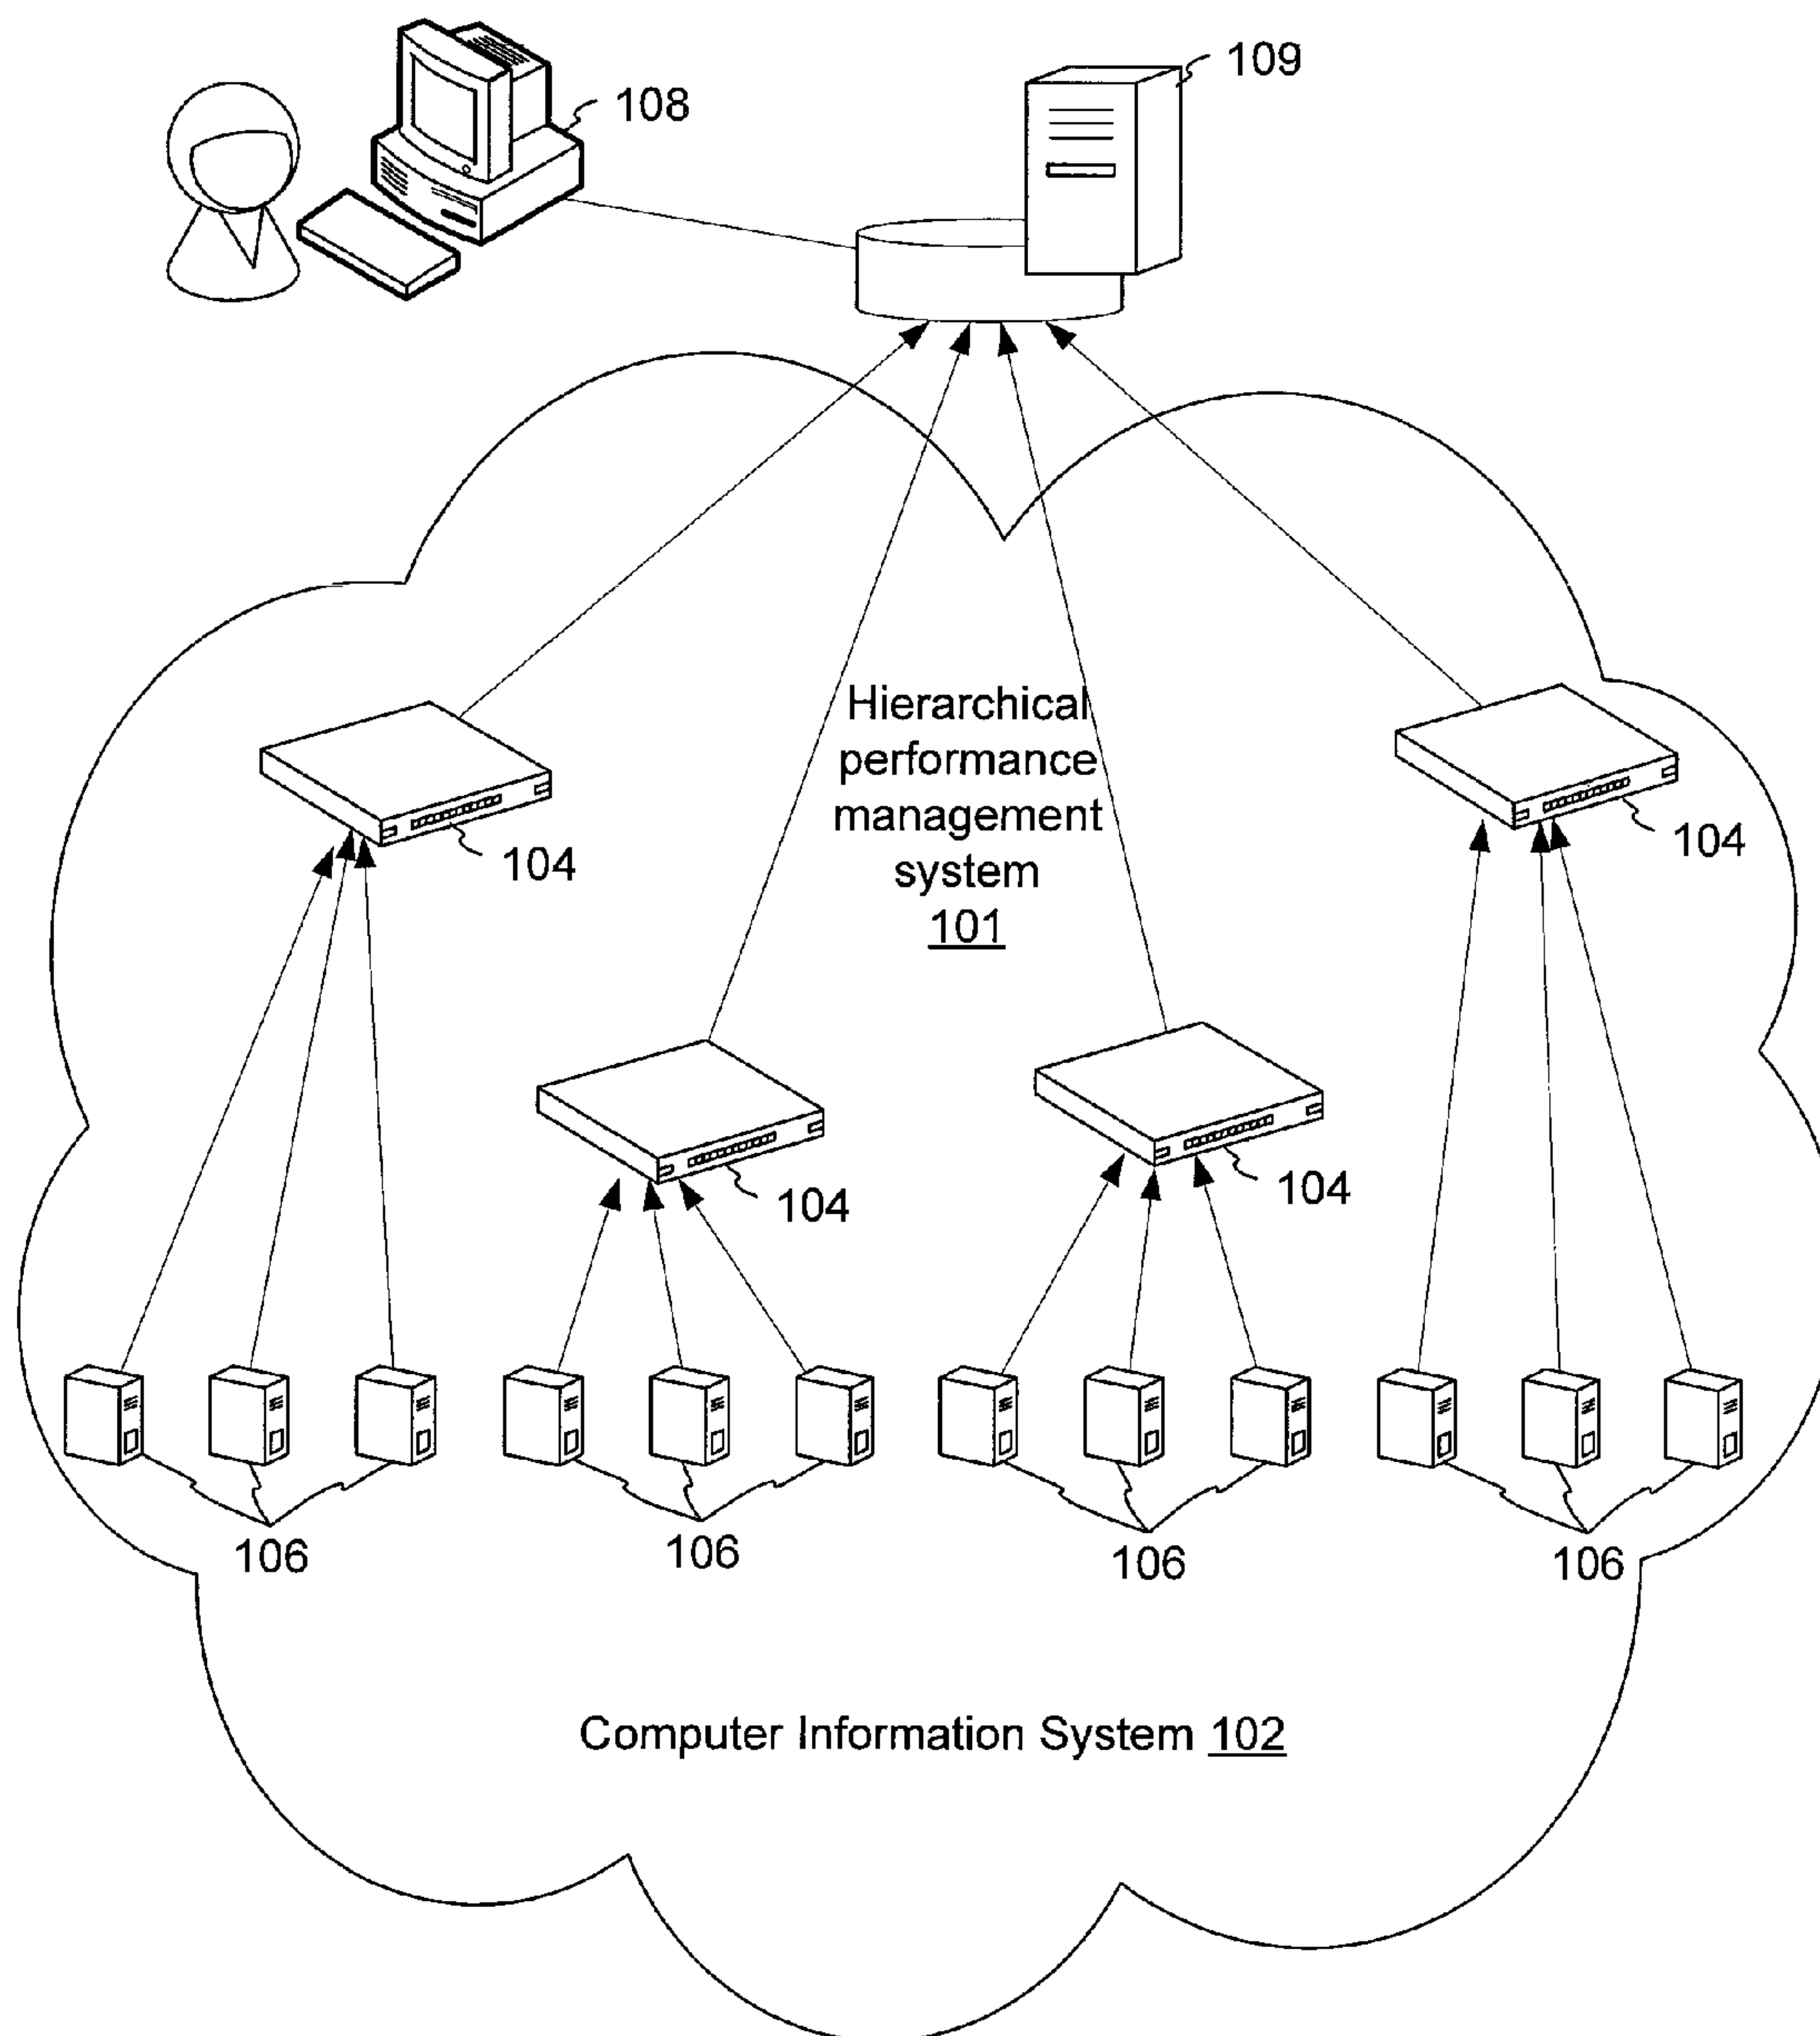 109
108
Hierarchical
performance
management
system
101
104
104
104
104
106
106
106
106
Computer Information System 102